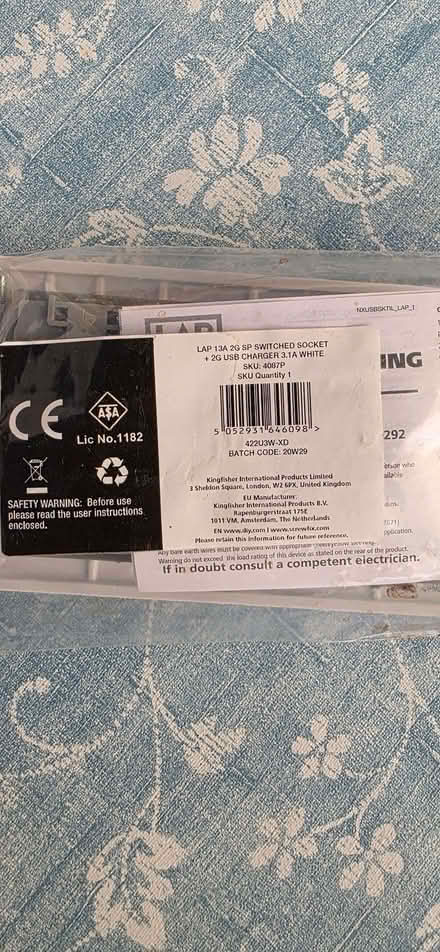 NXUSBSKTIL_LAP_1
LAP
LAP 13A 2G SP SWITCHED SOCKET
+ 2G USB CHARGER 3.1A WHITE
SKU: 4087P
SKU Quantity 1
5 052931 646098 >
422U3W-XD
BATCH CODE: 20W29
Kingfisher International Products Limited
3 Sheldon Square, London, W2 6PX, United Kingdom
EU Manufacturer:
Kingfisher International Products B.V.
Rapenburgerstraat 175E
1011 VM, Amsterdam, The Netherlands
EN www.diy.com | www.screwfix.com
Please retain this information for future reference.
CE
ASA
Lic No.1182
SAFETY WARNING: Before use
please read the user instructions
enclosed.
ING
292
Any bare earth wires must be covered with appropriate
Warning do not exceed the load rating of this device as stated on the rear of the product.
If in doubt consult a competent electrician.